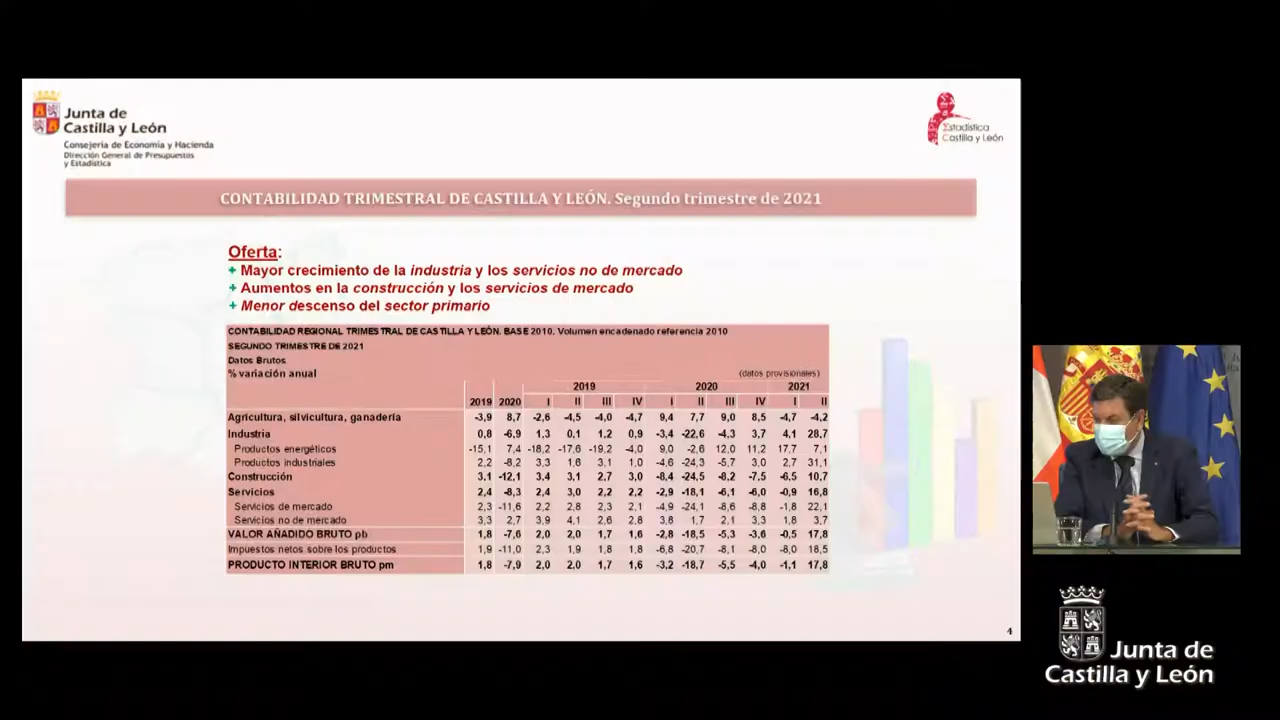 Junta de
Castilla y León
Consejería de Economía y Hacienda
Dirección General de Presupuestos
y Estadística
Estadística
Castilla y León
CONTABILIDAD TRIMESTRAL DE CASTILLA Y LEÓN. Segundo trimestre de 2021
Oferta:
+ Mayor crecimiento de la industria y los servicios no de mercado
+ Aumentos en la construcción y los servicios de mercado
+ Menor descenso del sector primario
CONTABILIDAD REGIONAL TRIMESTRAL DE CASTILLA Y LEÓN. BASE 2010. Volumen encadenado referencia 2010
SEGUNDO TRIMESTRE DE 2021
Datos Brutos
% variación anual (datos provisionales)
2019 2020 2021
2019 2020 I II III IV I II III IV I II
Agricultura, silvicultura, ganadería -3,9 8,7 -2,6 -4,5 -4,0 -4,7 9,4 7,7 9,0 8,5 -4,7 -4,2
Industria 0,8 -6,9 1,3 0,1 1,2 0,9 -3,4 -22,6 -4,3 3,7 4,1 28,7
Productos energéticos -15,1 7,4 -18,2 -17,6 -19,2 -4,0 9,0 -2,6 12,0 11,2 17,7 7,1
Productos industriales 2,2 -8,2 3,3 1,6 3,1 1,0 -4,6 -24,3 -5,7 3,0 2,7 31,1
Construcción 3,1 -12,1 3,4 3,1 2,7 3,0 -8,4 -24,5 -8,2 -7,5 -6,5 10,7
Servicios 2,4 -8,3 2,4 3,0 2,2 2,2 -2,9 -18,1 -6,1 -6,0 -0,9 16,8
Servicios de mercado 2,3 -11,6 2,2 2,8 2,3 2,1 -4,9 -24,1 -8,6 -8,8 -1,8 22,1
Servicios no de mercado 3,3 2,7 3,9 4,1 2,6 2,8 3,8 1,7 2,1 3,3 1,8 3,7
VALOR AÑADIDO BRUTO pb 1,8 -7,6 2,0 2,0 1,7 1,6 -2,8 -18,5 -5,3 -3,6 -0,5 17,8
Impuestos netos sobre los productos 1,9 -11,0 2,3 1,9 1,8 1,8 -6,8 -20,7 -8,1 -8,0 -8,0 18,5
PRODUCTO INTERIOR BRUTO pm 1,8 -7,9 2,0 2,0 1,7 1,6 -3,2 -18,7 -5,5 -4,0 -1,1 17,8
4
Junta de
Castilla y León